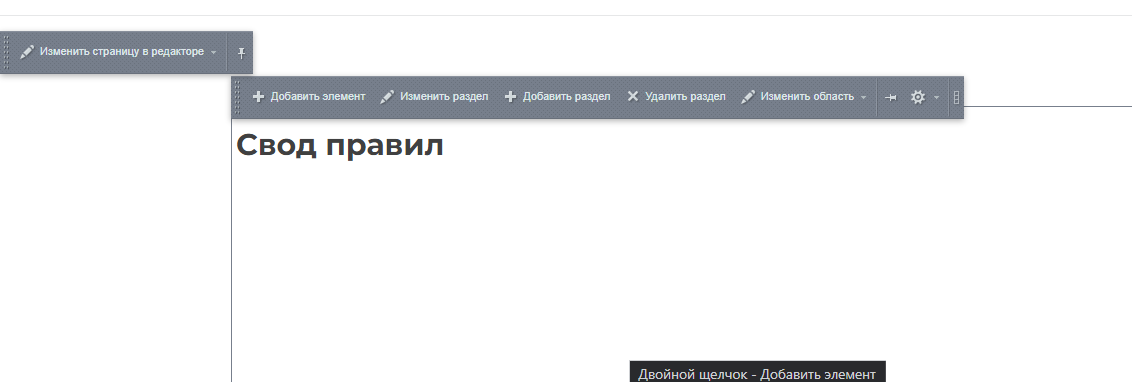 Изменить страницу в редакторе
Добавить элемент Изменить раздел Добавить раздел Удалить раздел Изменить область
Свод правил
Двойной щелчок - Добавить элемент